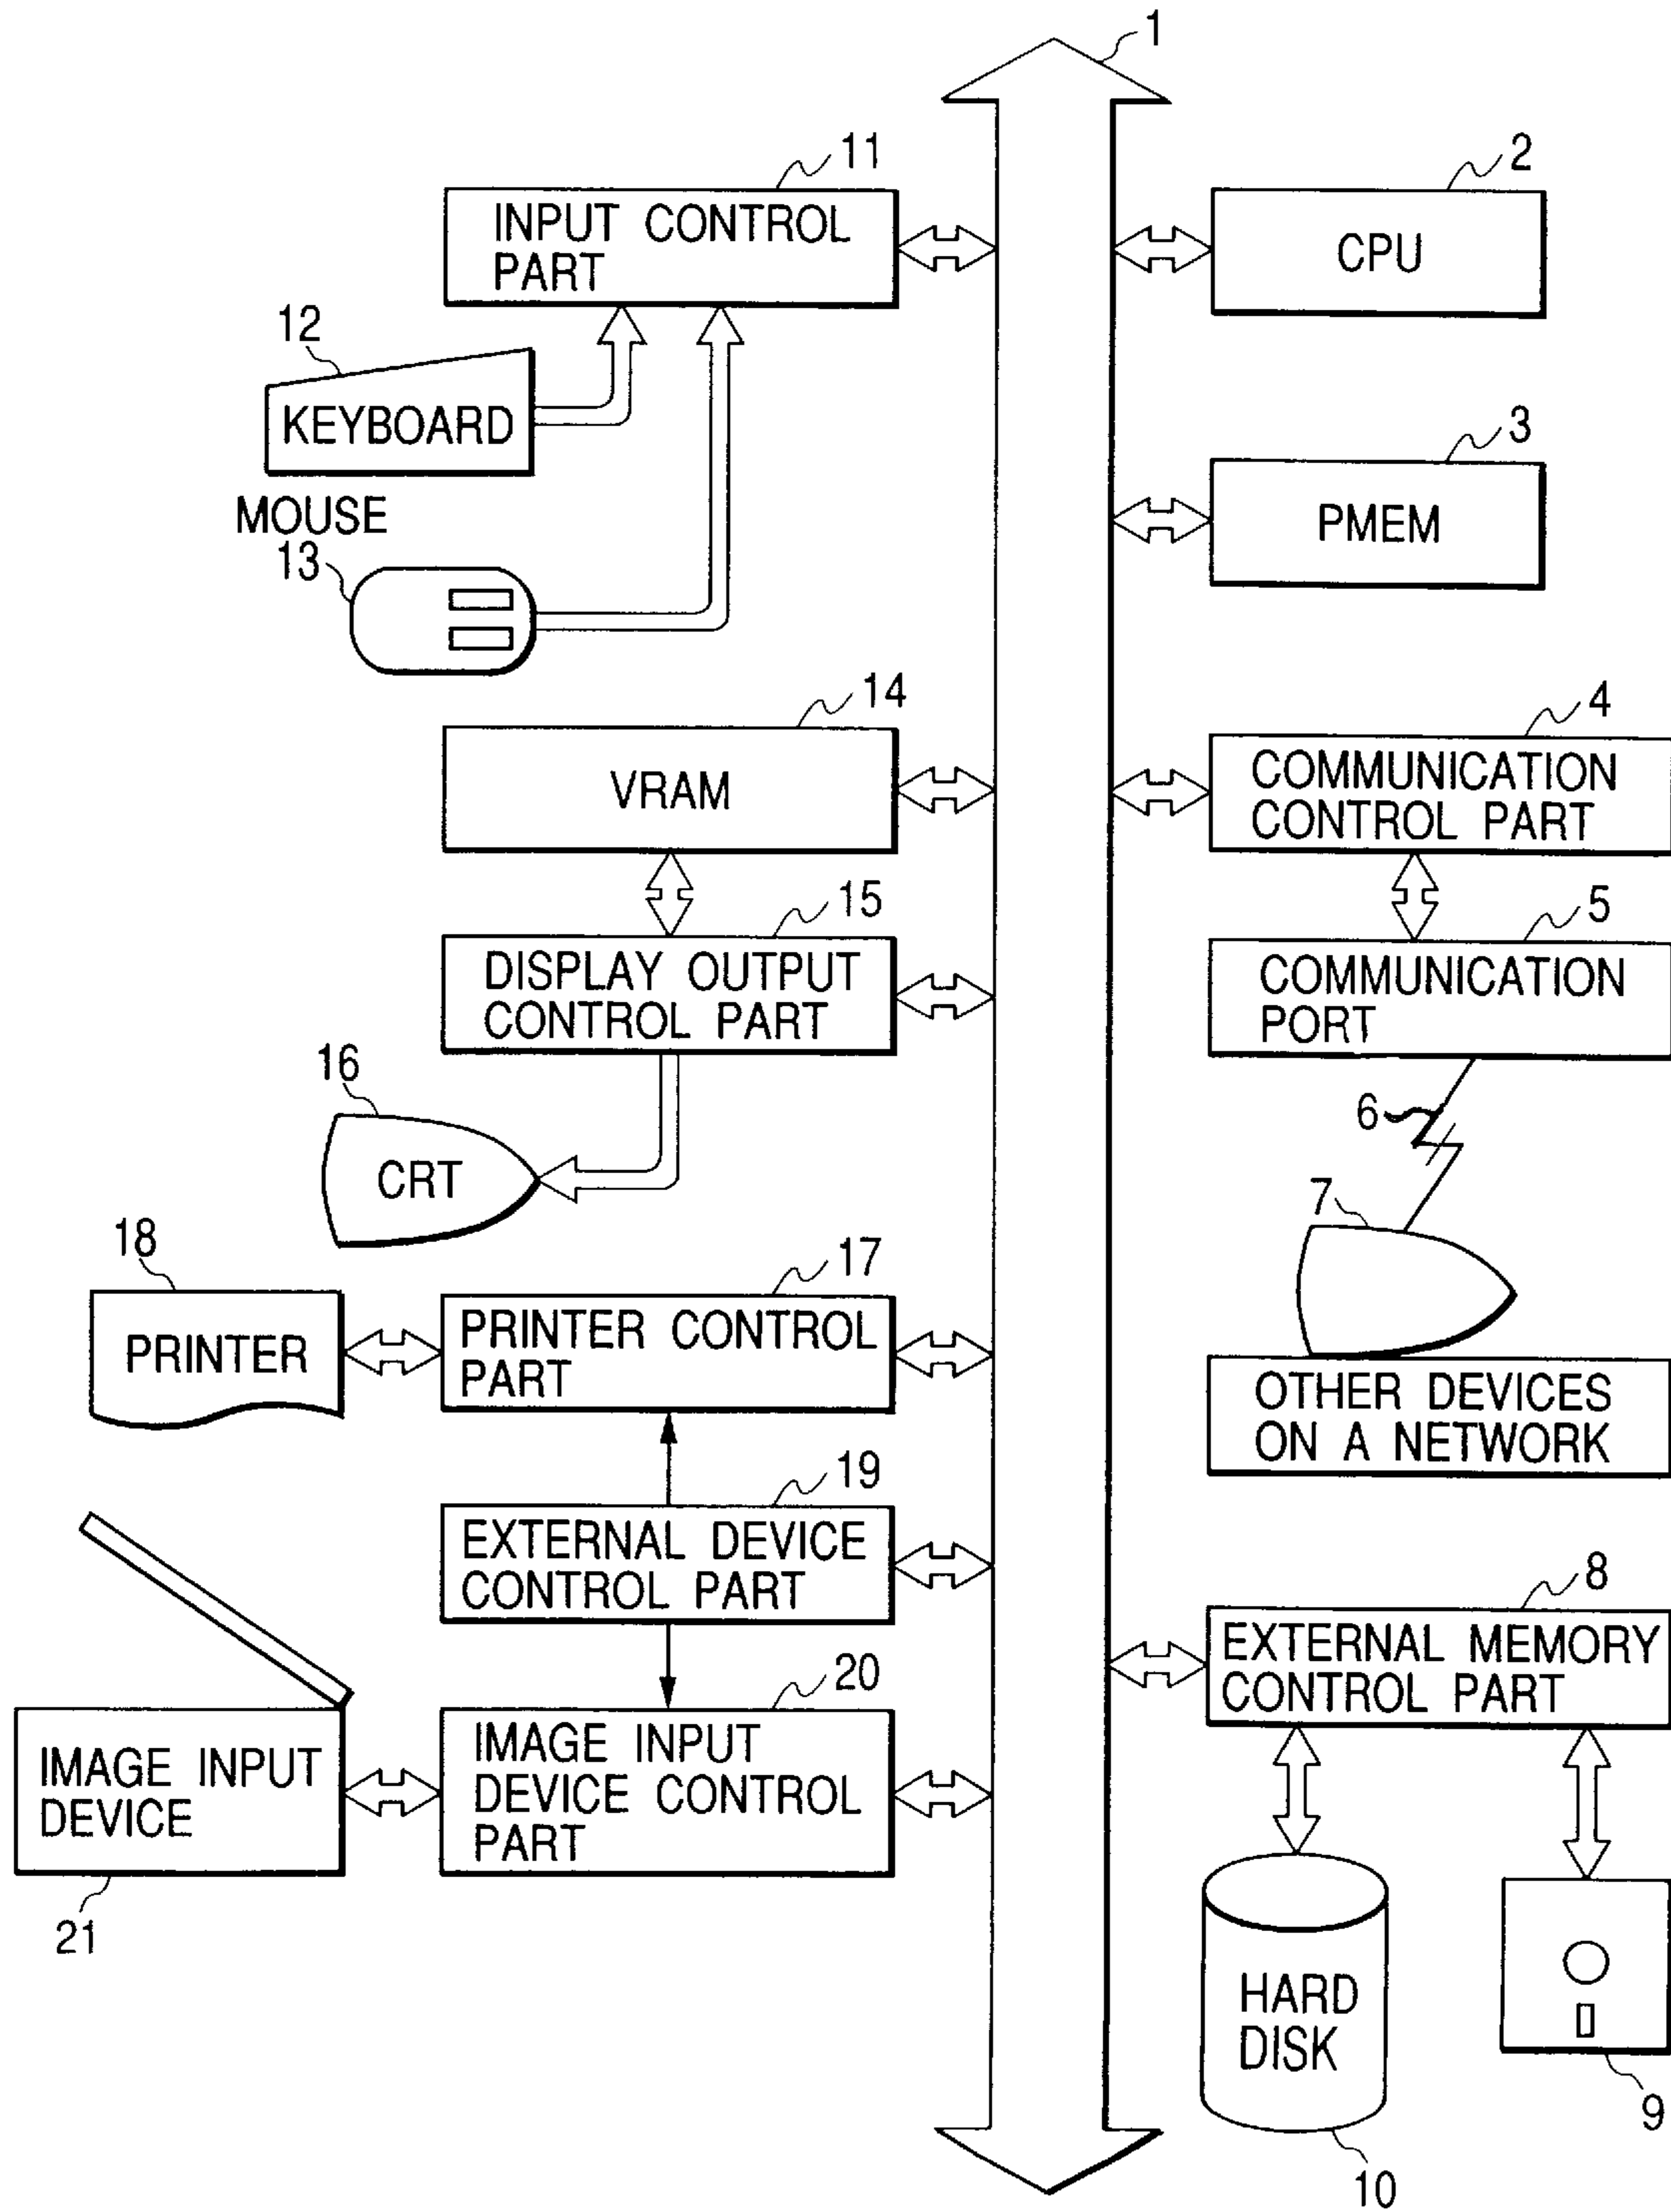 1
11
INPUT CONTROL
PART
2
CPU
12
KEYBOARD
3
PMEM
MOUSE
13
14
VRAM
4
COMMUNICATION
CONTROL PART
15
DISPLAY OUTPUT
CONTROL PART
5
COMMUNICATION
PORT
16
CRT
6
7
18
PRINTER
17
PRINTER CONTROL
PART
OTHER DEVICES
ON A NETWORK
19
EXTERNAL DEVICE
CONTROL PART
8
EXTERNAL MEMORY
CONTROL PART
20
IMAGE INPUT
DEVICE CONTROL
PART
IMAGE INPUT
DEVICE
21
HARD
DISK
10
9